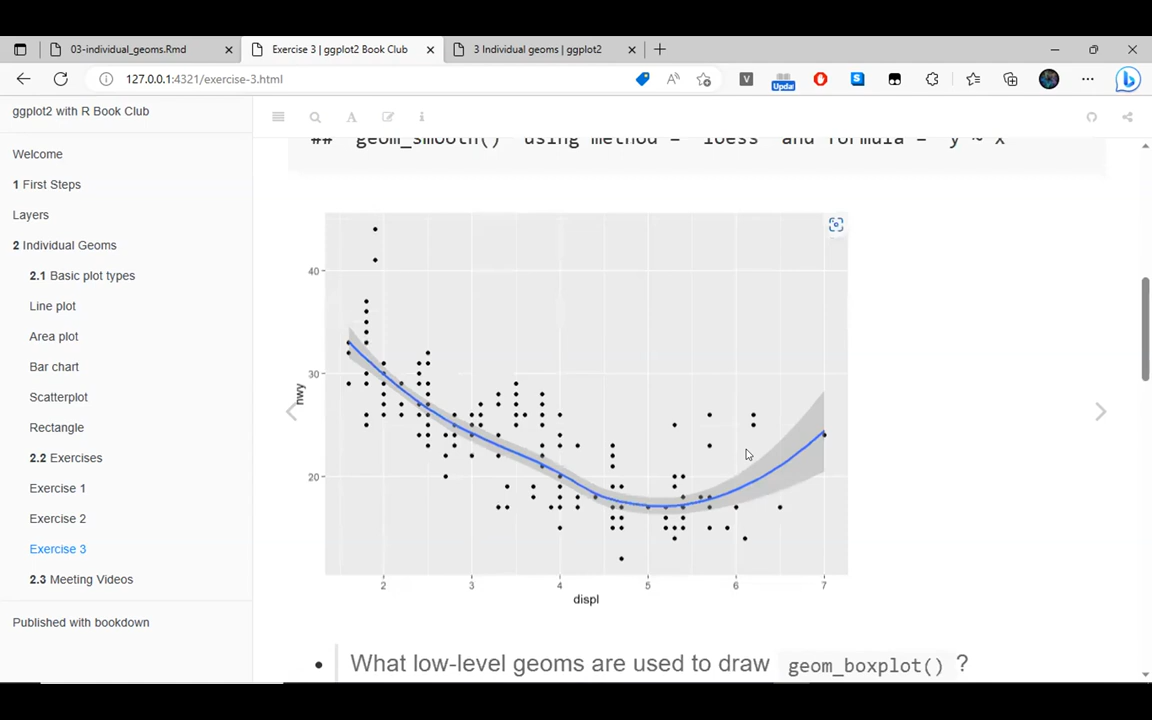 03-individual_geoms.Rmd
Exercise 3 | ggplot2 Book Club
3 Individual geoms | ggplot2
127.0.0.1:4321/exercise-3.html
V
Upda
S
b
ggplot2 with R Book Club
Welcome
1 First Steps
Layers
2 Individual Geoms
2.1 Basic plot types
Line plot
Area plot
Bar chart
Scatterplot
Rectangle
2.2 Exercises
Exercise 1
Exercise 2
Exercise 3
2.3 Meeting Videos
Published with bookdown
A
i
## `geom_smooth()` using method = 'loess' and formula = 'y ~ x'
40
30
20
hwy
2 3 4 5 6 7
displ
• What low-level geoms are used to draw geom_boxplot() ?